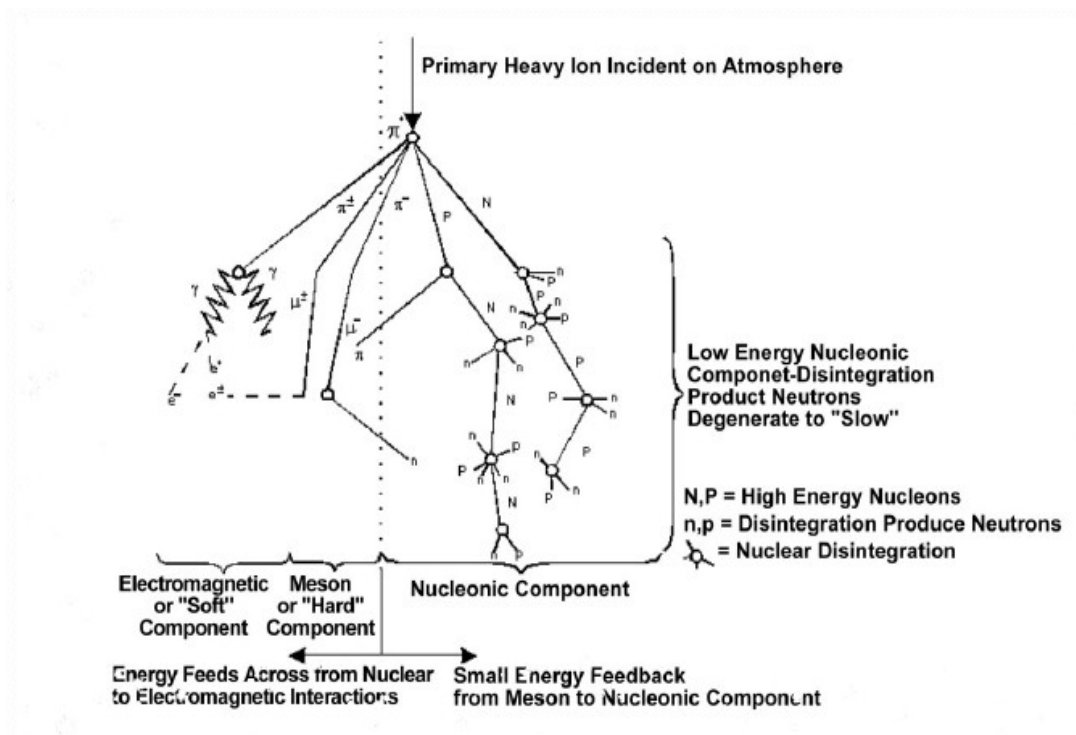 Primary Heavy Ion Incident on Atmosphere
π
π±
π-
P
N
γ
γ
μ±
μ-
π
e+
e-
e±
n
N
P
n
n
N
n
p
P
n
n
n
N
n
p
n
P
P
n
n
n
p
P
P
n
n
P
n
P
n
Low Energy Nucleonic
Componet-Disintegration
Product Neutrons
Degenerate to "Slow"
N,P = High Energy Nucleons
n,p = Disintegration Produce Neutrons
= Nuclear Disintegration
Electromagnetic
or "Soft"
Component
Meson
or "Hard"
Component
Nucleonic Component
Energy Feeds Across from Nuclear
to Electromagnetic Interactions
Small Energy Feedback
from Meson to Nucleonic Component